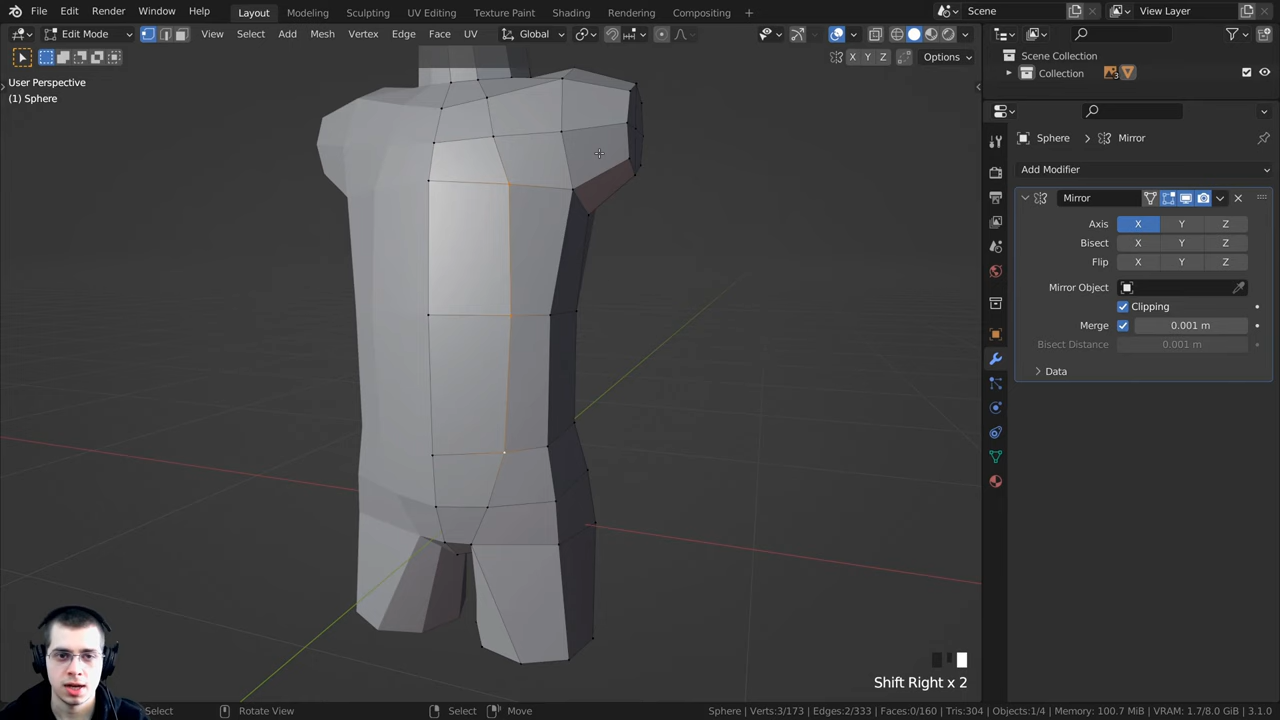 File Edit Render Window Help Layout Modeling Sculpting UV Editing Texture Paint Shading Rendering Compositing + Scene View Layer
Edit Mode View Select Add Mesh Vertex Edge Face UV Global
X Y Z Options
User Perspective
(1) Sphere
Scene Collection
Collection
Sphere > Mirror
Add Modifier
Mirror
Axis X Y Z
Bisect X Y Z
Flip X Y Z
Mirror Object
Clipping
Merge 0.001 m
Bisect Distance 0.001 m
Data
Shift Right x 2
Select Rotate View Select Move Sphere | Verts:3/173 | Edges:2/333 | Faces:0/160 | Tris:304 | Objects:1/4 | Memory: 100.7 MiB | VRAM: 1.7/8.0 GiB | 3.1.0